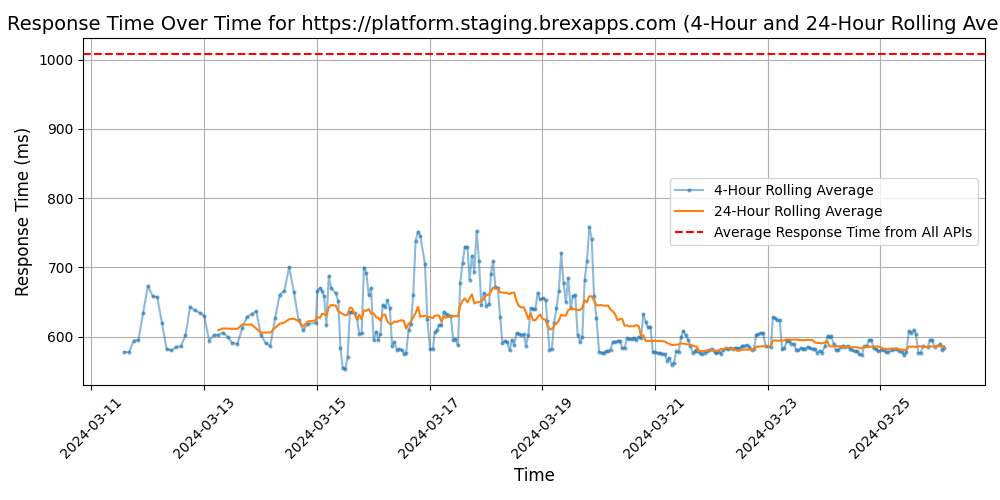 Response Time Over Time for https://platform.staging.brexapps.com (4-Hour and 24-Hour Rolling Ave
Response Time (ms)
1000
900
800
700
600
4-Hour Rolling Average
24-Hour Rolling Average
Average Response Time from All APIs
2024-03-11
2024-03-13
2024-03-15
2024-03-17
2024-03-19
2024-03-21
2024-03-23
2024-03-25
Time